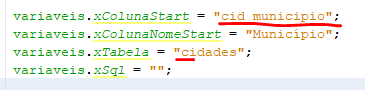 variaveis.xColunaStart = "cid_municipio";
variaveis.xColunaNomeStart = "Município";
variaveis.xTabela = "cidades";
variaveis.xSql = "";